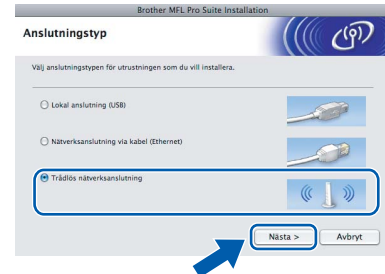 Brother MFL Pro Suite Installation
Anslutningstyp
Välj anslutningstypen för utrustningen som du vill installera.
Lokal anslutning (USB)
Nätverksanslutning via kabel (Ethernet)
Trådlös nätverksanslutning
Nästa >
Avbryt